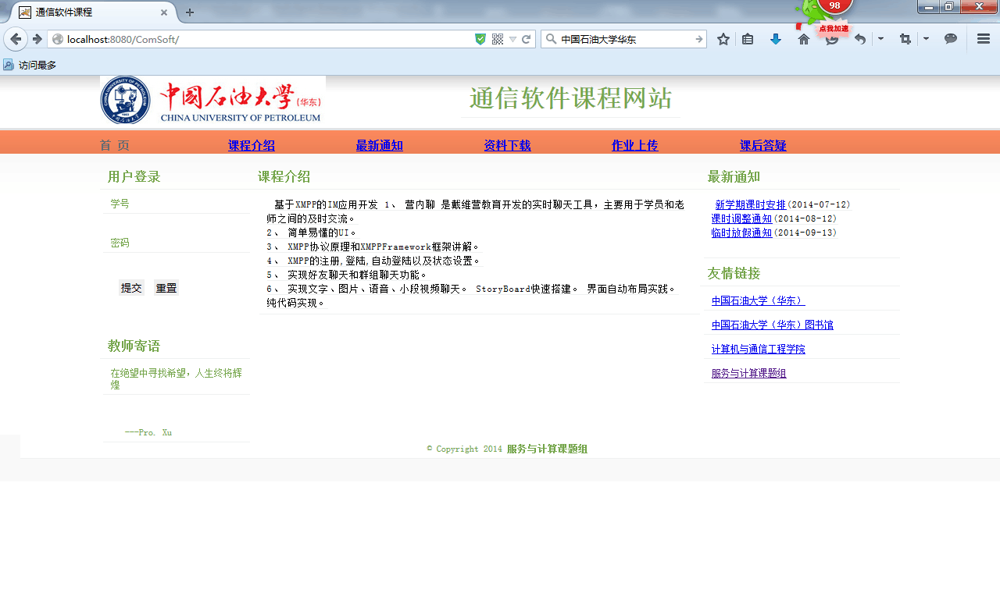 通信软件课程
98
点我加速
localhost:8080/ComSoft/
中国石油大学华东
访问最多
中国石油大学(华东)
CHINA UNIVERSITY OF PETROLEUM
通信软件课程网站
首 页 课程介绍 最新通知 资料下载 作业上传 课后答疑
用户登录
学号
密码
提交 重置
教师寄语
在绝望中寻找希望，人生终将辉
煌
---Pro. Xu
课程介绍
基于XMPP的IM应用开发 1、 营内聊 是戴维营教育开发的实时聊天工具，主要用于学员和老
师之间的及时交流。
2、 简单易懂的UI。
3、 XMPP协议原理和XMPPFramework框架讲解。
4、 XMPP的注册,登陆,自动登陆以及状态设置。
5、 实现好友聊天和群组聊天功能。
6、 实现文字、图片、语音、小段视频聊天。 StoryBoard快速搭建。 界面自动布局实践。
纯代码实现。
最新通知
新学期课时安排(2014-07-12)
课时调整通知(2014-08-12)
临时放假通知(2014-09-13)
友情链接
中国石油大学（华东）
中国石油大学（华东）图书馆
计算机与通信工程学院
服务与计算课题组
© Copyright 2014 服务与计算课题组